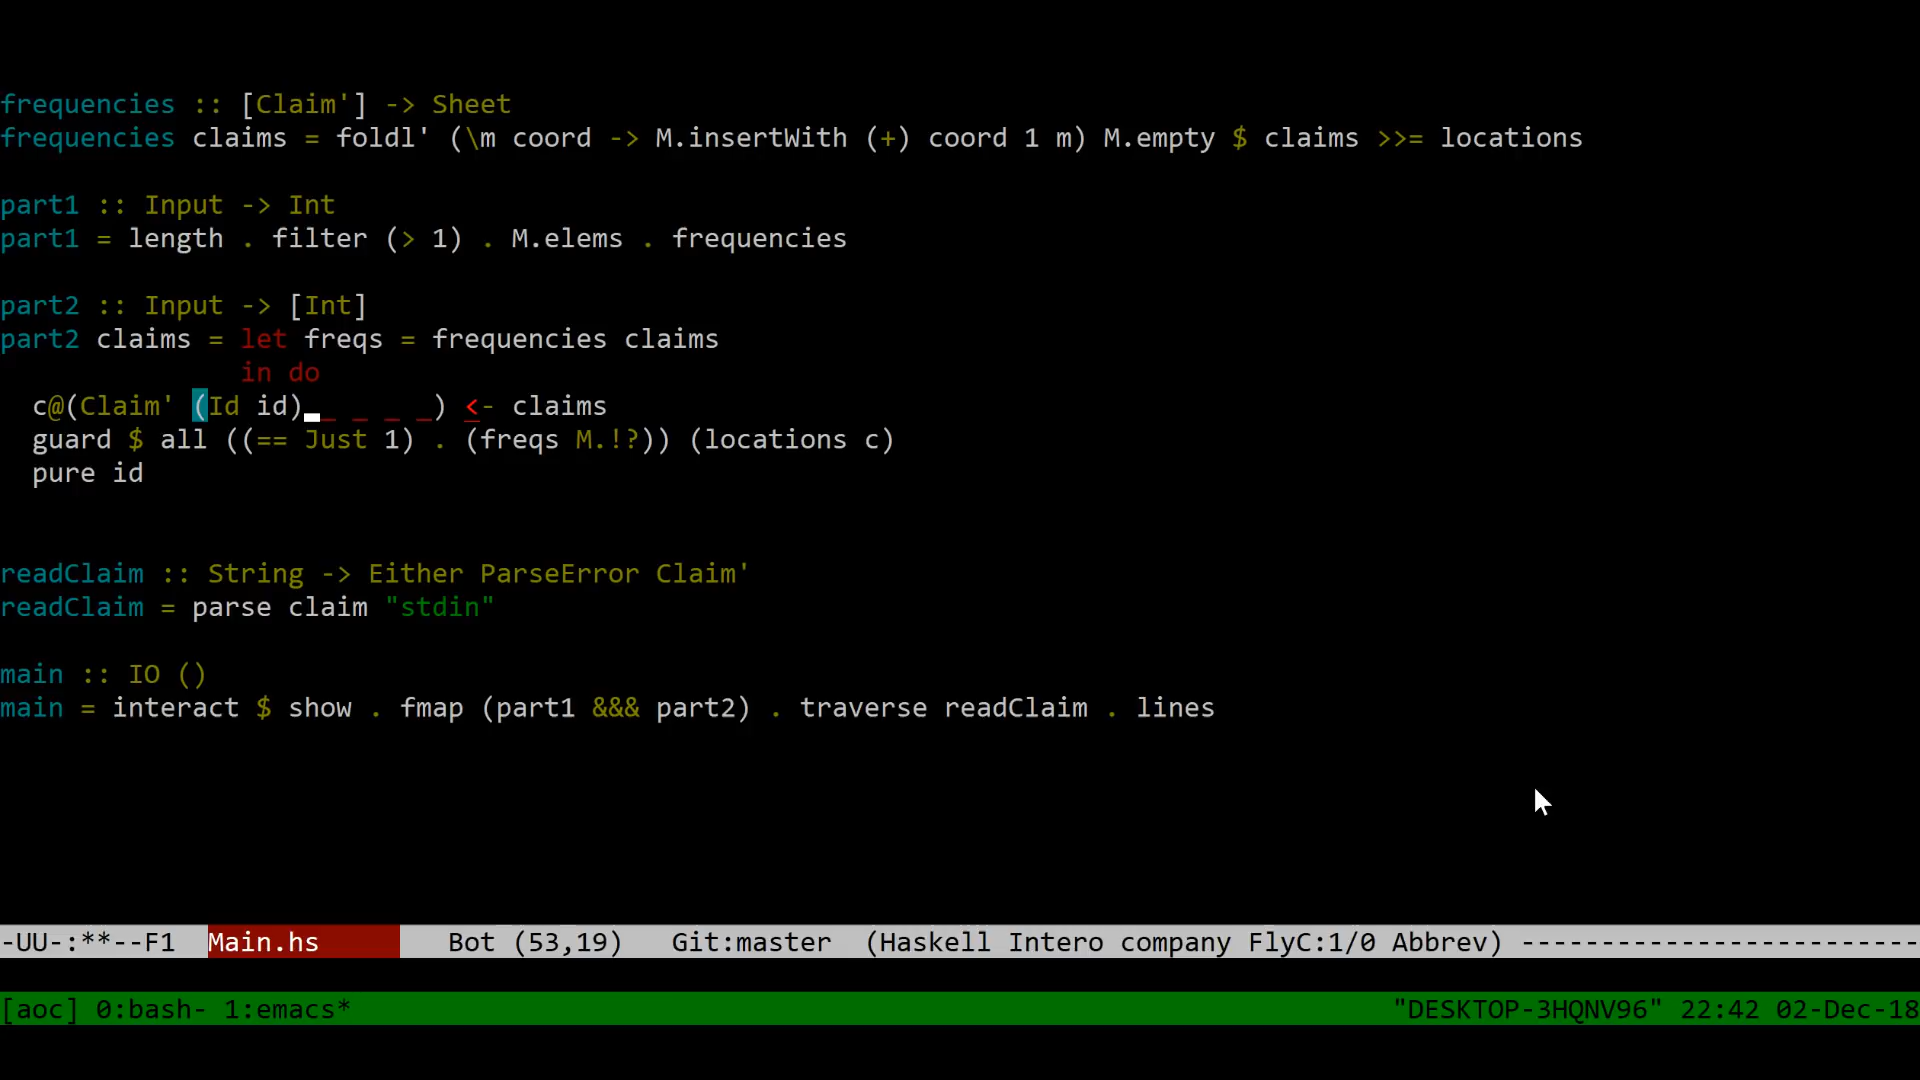 frequencies :: [Claim'] -> Sheet
frequencies claims = foldl' (\m coord -> M.insertWith (+) coord 1 m) M.empty $ claims >>= locations
part1 :: Input -> Int
part1 = length . filter (> 1) . M.elems . frequencies
part2 :: Input -> [Int]
part2 claims = let freqs = frequencies claims
in do
c@(Claim' (Id id) _ _ _ _) <- claims
guard $ all ((== Just 1) . (freqs M.!?)) (locations c)
pure id
readClaim :: String -> Either ParseError Claim'
readClaim = parse claim "stdin"
main :: IO ()
main = interact $ show . fmap (part1 &&& part2) . traverse readClaim . lines
-UU-:**--F1 Main.hs Bot (53,19) Git:master (Haskell Intero company FlyC:1/0 Abbrev) -------------------------
[aoc] 0:bash- 1:emacs* "DESKTOP-3HQNV96" 22:42 02-Dec-18